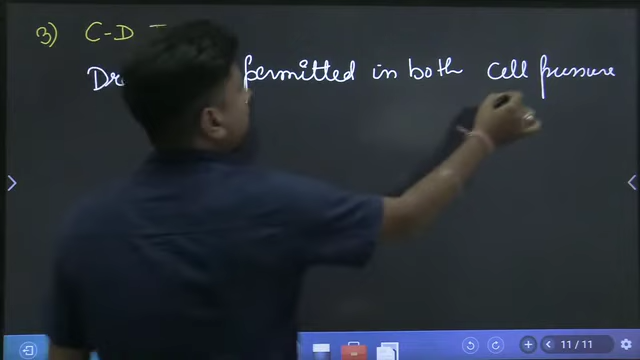 3) C-D T
Dr permitted in both cell pressure
11/11